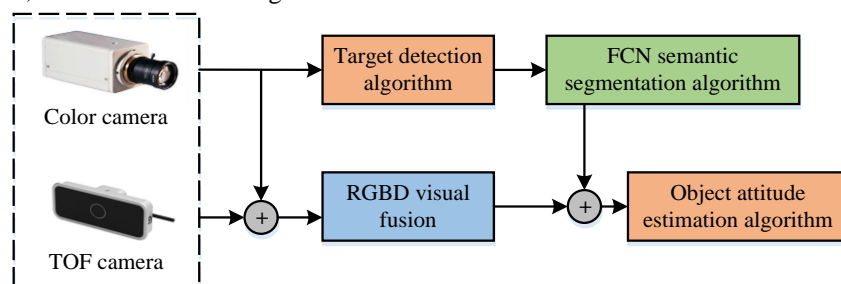 Target detection
algorithm
FCN semantic
segmentation algorithm
Color camera
RGBD visual
fusion
+
+
Object attitude
estimation algorithm
TOF camera